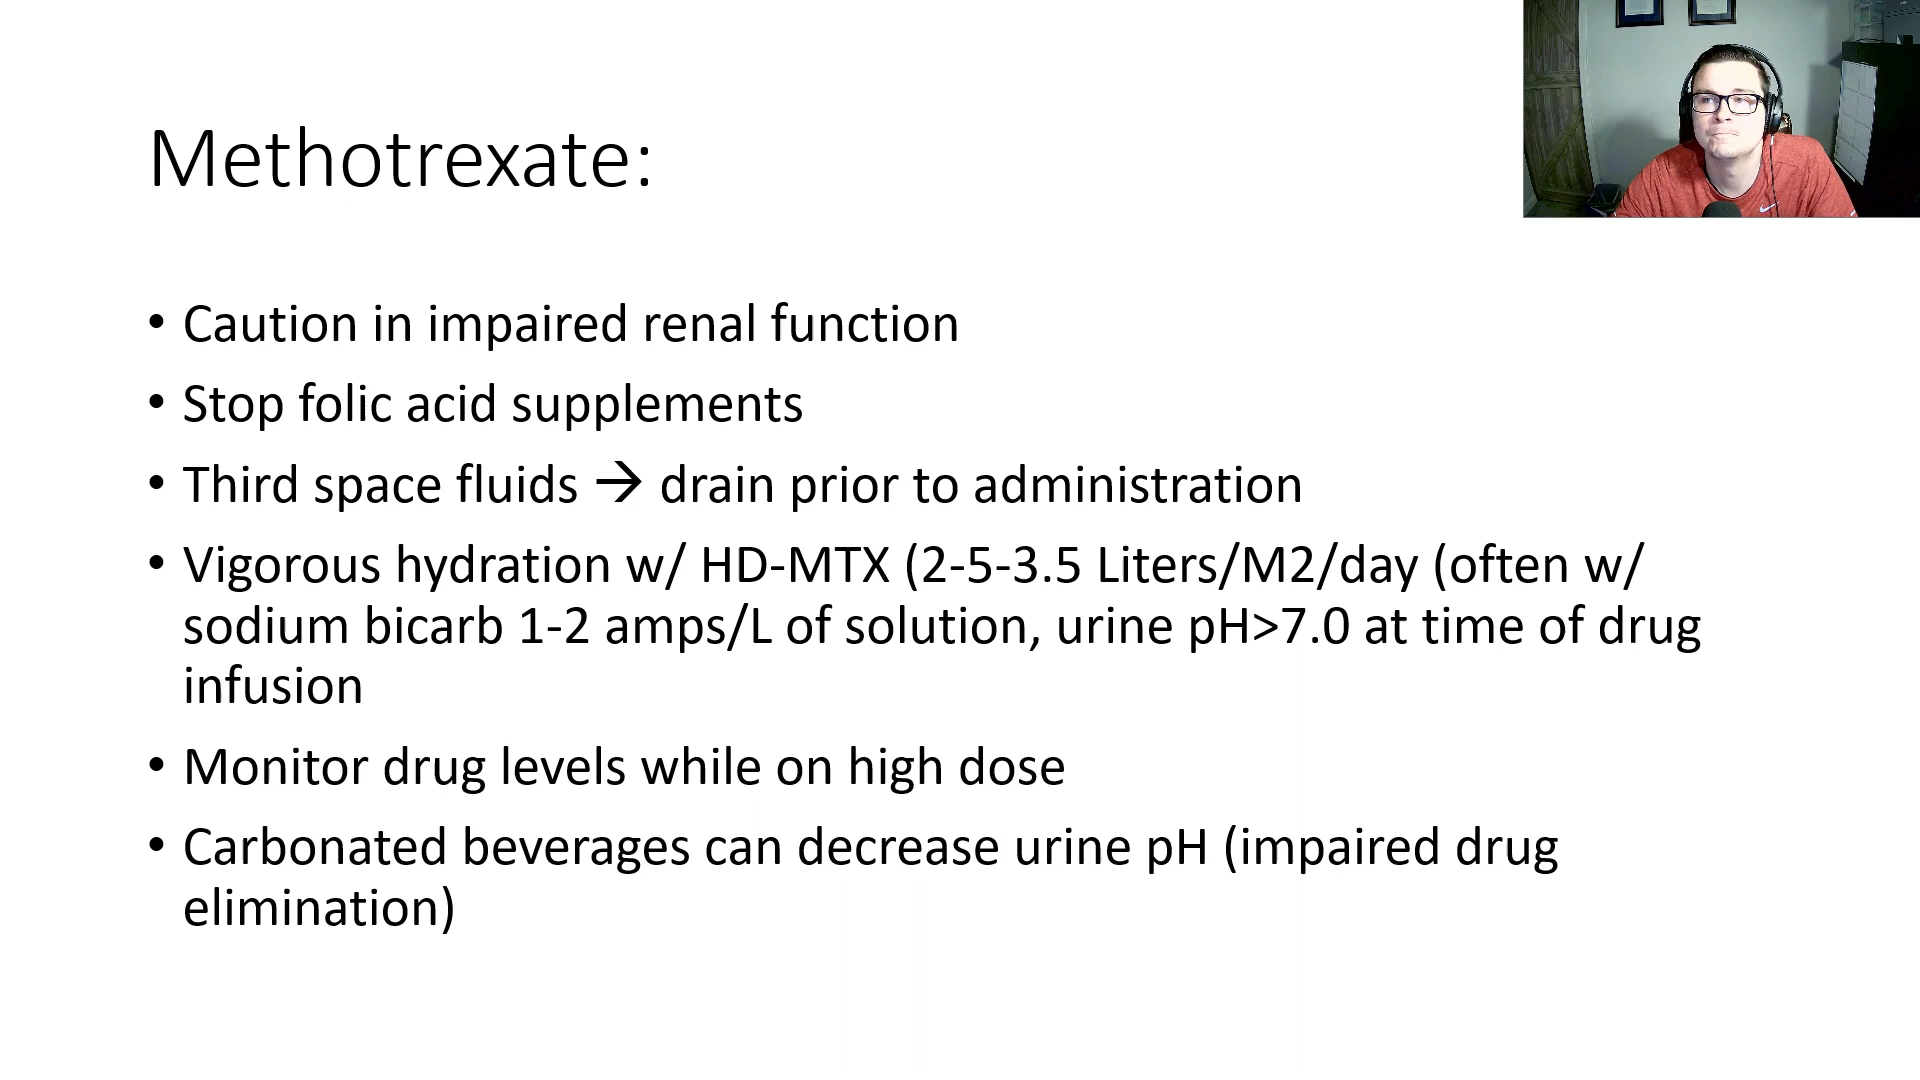 Methotrexate:
• Caution in impaired renal function
• Stop folic acid supplements
• Third space fluids → drain prior to administration
• Vigorous hydration w/ HD-MTX (2-5-3.5 Liters/M2/day (often w/
sodium bicarb 1-2 amps/L of solution, urine pH>7.0 at time of drug
infusion
• Monitor drug levels while on high dose
• Carbonated beverages can decrease urine pH (impaired drug
elimination)